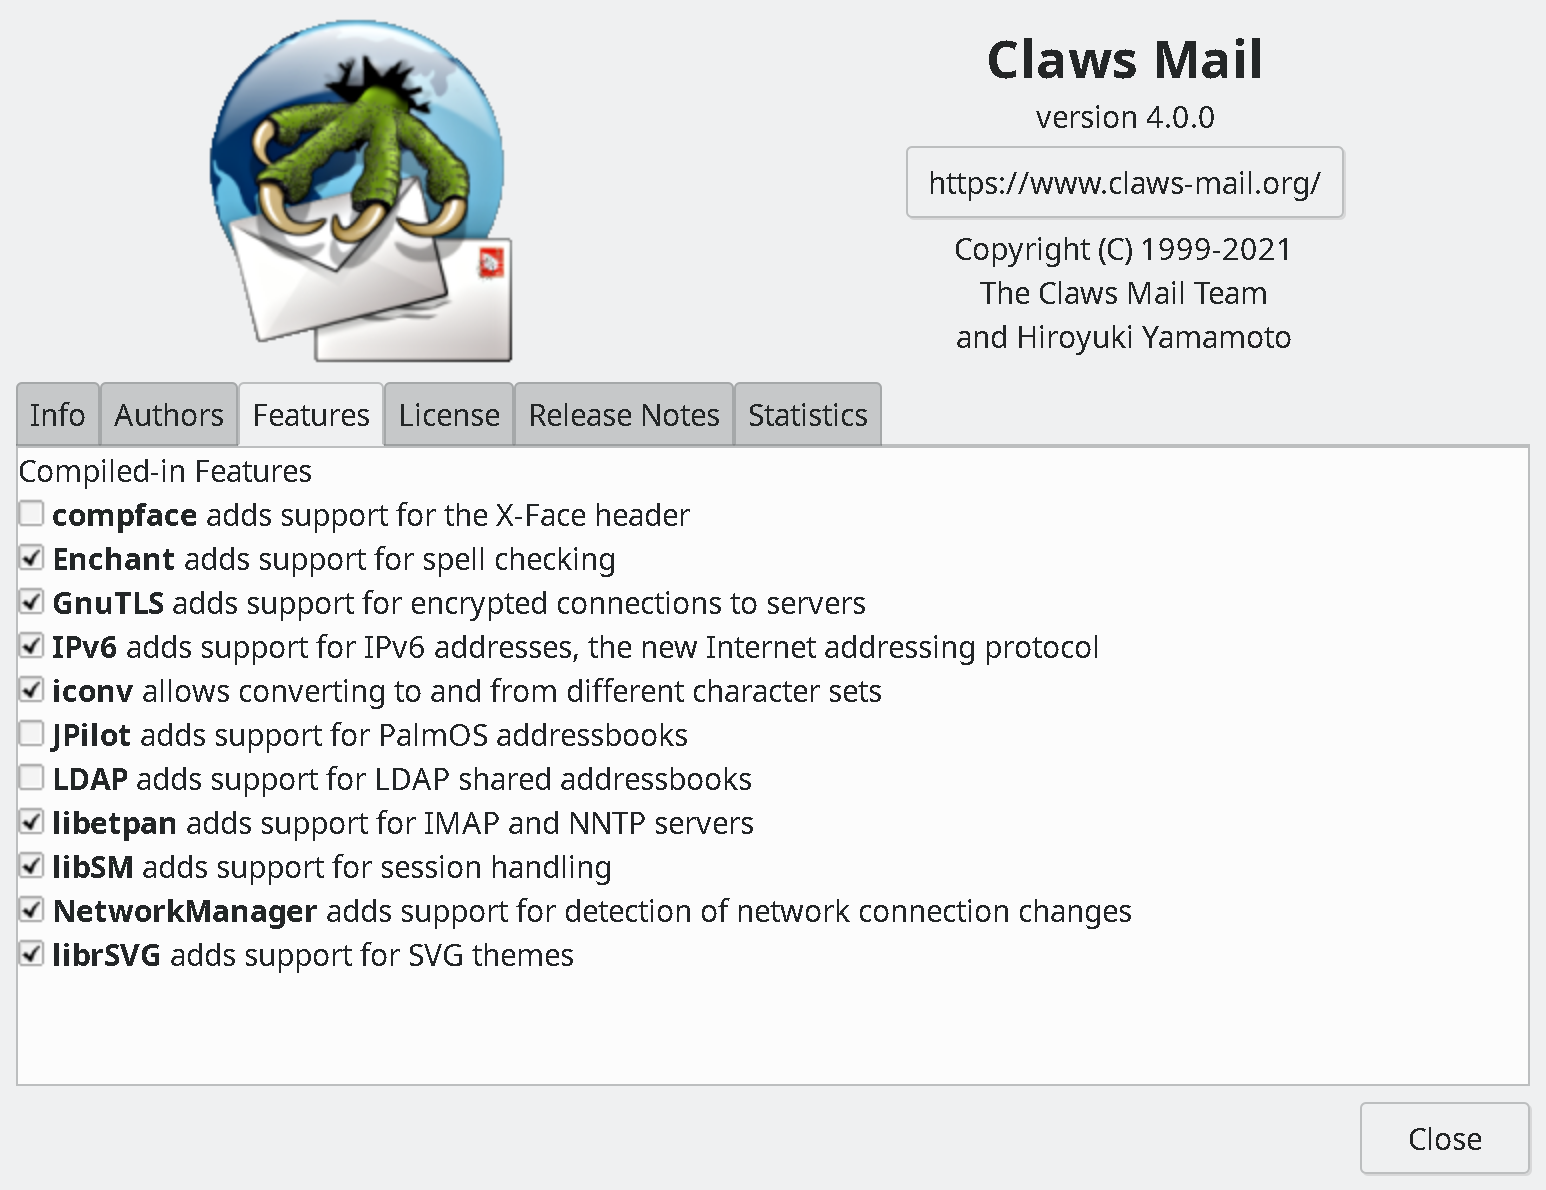 Claws Mail
version 4.0.0
https://www.claws-mail.org/
Copyright (C) 1999-2021
The Claws Mail Team
and Hiroyuki Yamamoto
Info Authors Features License Release Notes Statistics
Compiled-in Features
compface adds support for the X-Face header
Enchant adds support for spell checking
GnuTLS adds support for encrypted connections to servers
IPv6 adds support for IPv6 addresses, the new Internet addressing protocol
iconv allows converting to and from different character sets
JPilot adds support for PalmOS addressbooks
LDAP adds support for LDAP shared addressbooks
libetpan adds support for IMAP and NNTP servers
libSM adds support for session handling
NetworkManager adds support for detection of network connection changes
librSVG adds support for SVG themes
Close